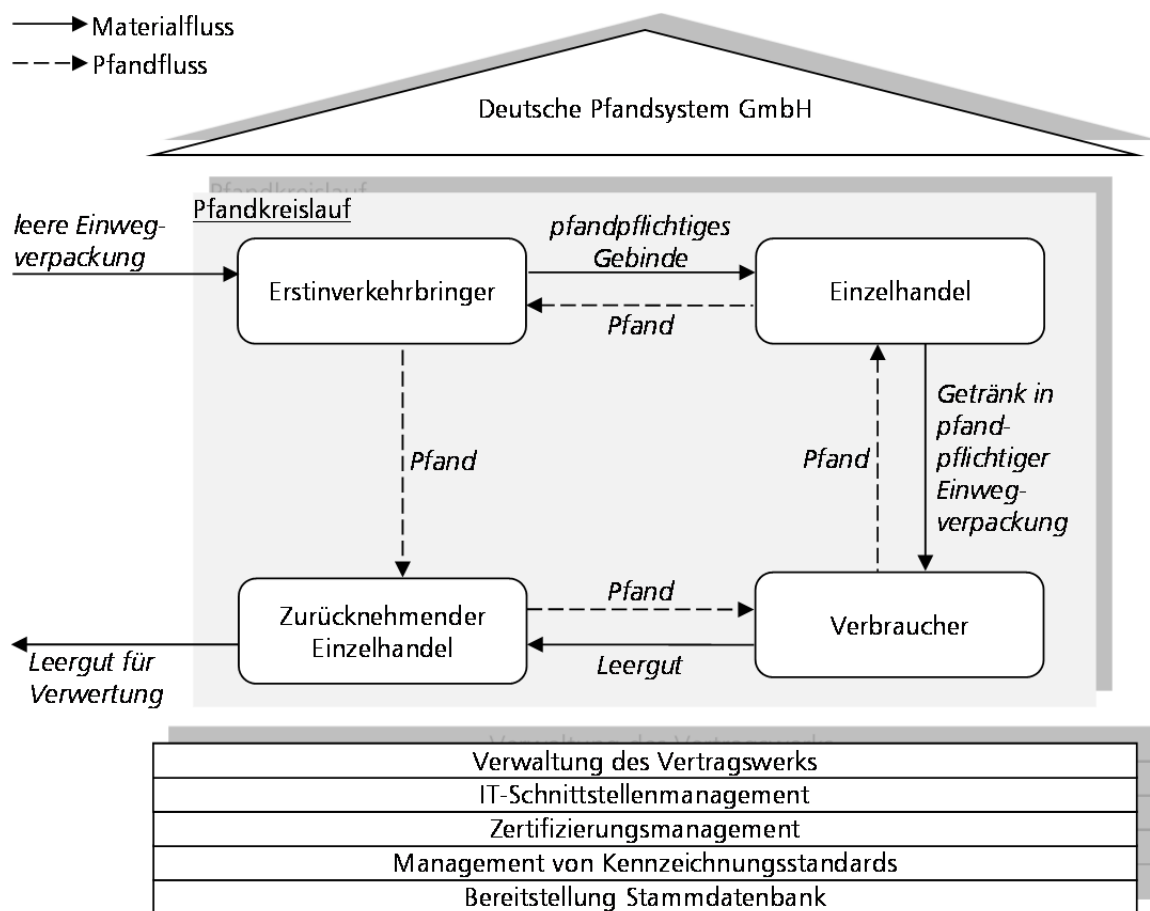 Materialfluss
Pfandfluss
Deutsche Pfandsystem GmbH
Pfandkreislauf
leere Einweg-
verpackung
pfandpflichtiges
Gebinde
Erstinverkehrbringer
Einzelhandel
Pfand
Pfand
Pfand
Getränk in
pfand-
pflichtiger
Einweg-
verpackung
Zurücknehmender
Einzelhandel
Pfand
Verbraucher
Leergut
Leergut für
Verwertung
Verwaltung des Vertragswerks
IT-Schnittstellenmanagement
Zertifizierungsmanagement
Management von Kennzeichnungsstandards
Bereitstellung Stammdatenbank